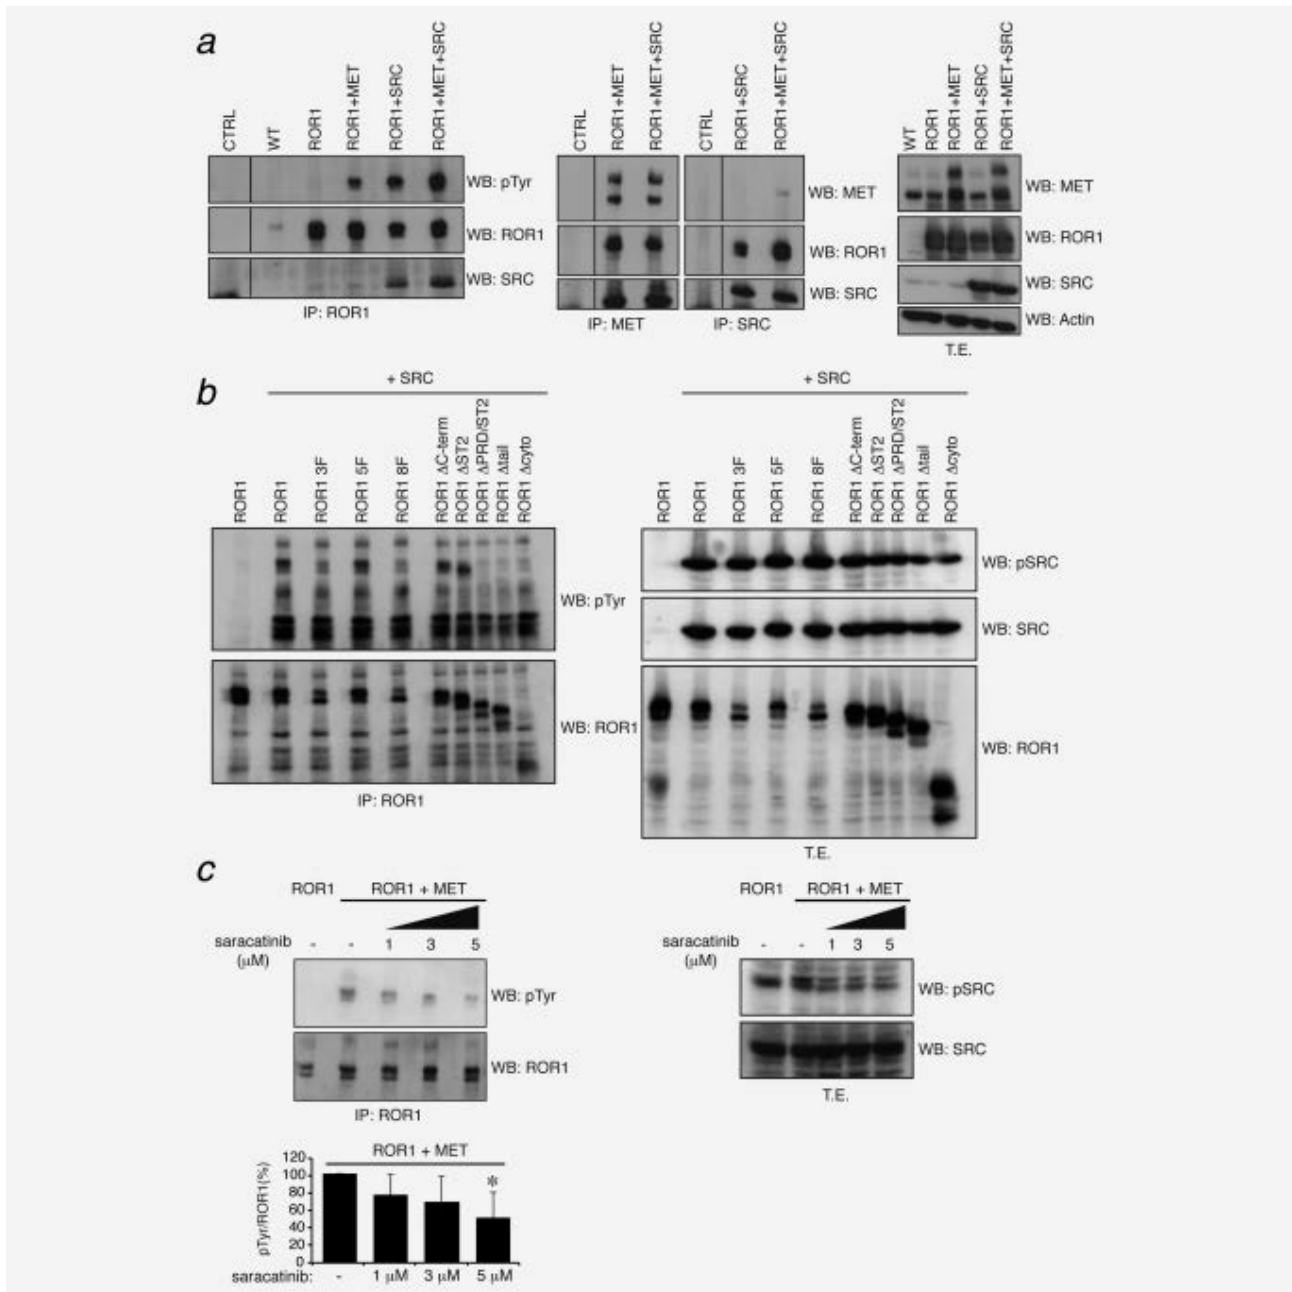 a
CTRL
WT
ROR1
ROR1+MET
ROR1+SRC
ROR1+MET+SRC
WB: pTyr
WB: ROR1
WB: SRC
IP: ROR1
CTRL
ROR1+MET
ROR1+MET+SRC
IP: MET
CTRL
ROR1+SRC
ROR1+MET+SRC
WB: MET
WB: ROR1
WB: SRC
IP: SRC
WT
ROR1
ROR1+MET
ROR1+SRC
ROR1+MET+SRC
WB: MET
WB: ROR1
WB: SRC
WB: Actin
T.E.
b
+ SRC
ROR1
ROR1
ROR1 3F
ROR1 5F
ROR1 8F
ROR1 ΔC-term
ROR1 ΔST2
ROR1 ΔPRD/ST2
ROR1 Δtail
ROR1 Δcyto
WB: pTyr
WB: ROR1
IP: ROR1
+ SRC
ROR1
ROR1
ROR1 3F
ROR1 5F
ROR1 8F
ROR1 ΔC-term
ROR1 ΔST2
ROR1 ΔPRD/ST2
ROR1 Δtail
ROR1 Δcyto
WB: pSRC
WB: SRC
WB: ROR1
T.E.
c
ROR1 ROR1 + MET
saracatinib - - 1 3 5
(μM)
WB: pTyr
WB: ROR1
IP: ROR1
ROR1 ROR1 + MET
saracatinib - - 1 3 5
(μM)
WB: pSRC
WB: SRC
T.E.
ROR1 + MET
pTyr/ROR1(%)
120
100
80
60
40
20
0
*
saracatinib: - 1 μM 3 μM 5 μM